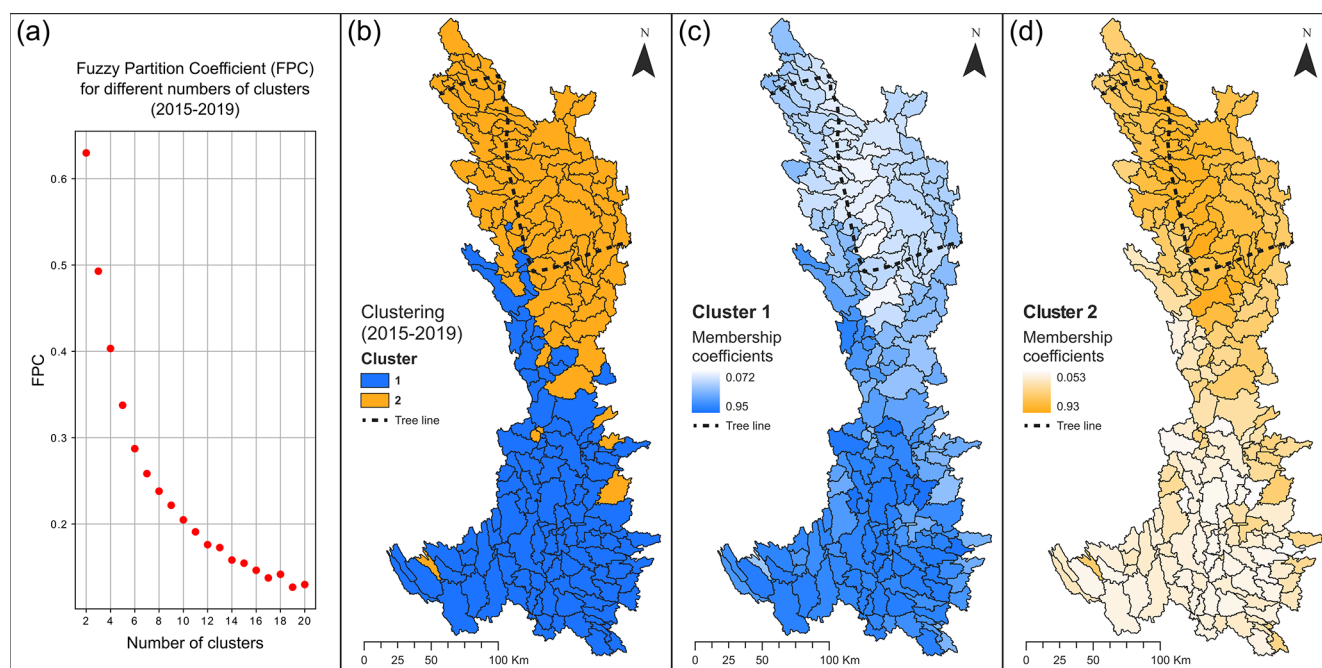 (a)
Fuzzy Partition Coefficient (FPC)
for different numbers of clusters
(2015-2019)
0.6
0.5
0.4
0.3
0.2
FPC
2 4 6 8 10 12 14 16 18 20
Number of clusters
(b)
N
Clustering
(2015-2019)
Cluster
1
2
Tree line
0 25 50 100 Km
(c)
N
Cluster 1
Membership
coefficients
0.072
0.95
Tree line
0 25 50 100 Km
(d)
N
Cluster 2
Membership
coefficients
0.053
0.93
Tree line
0 25 50 100 Km